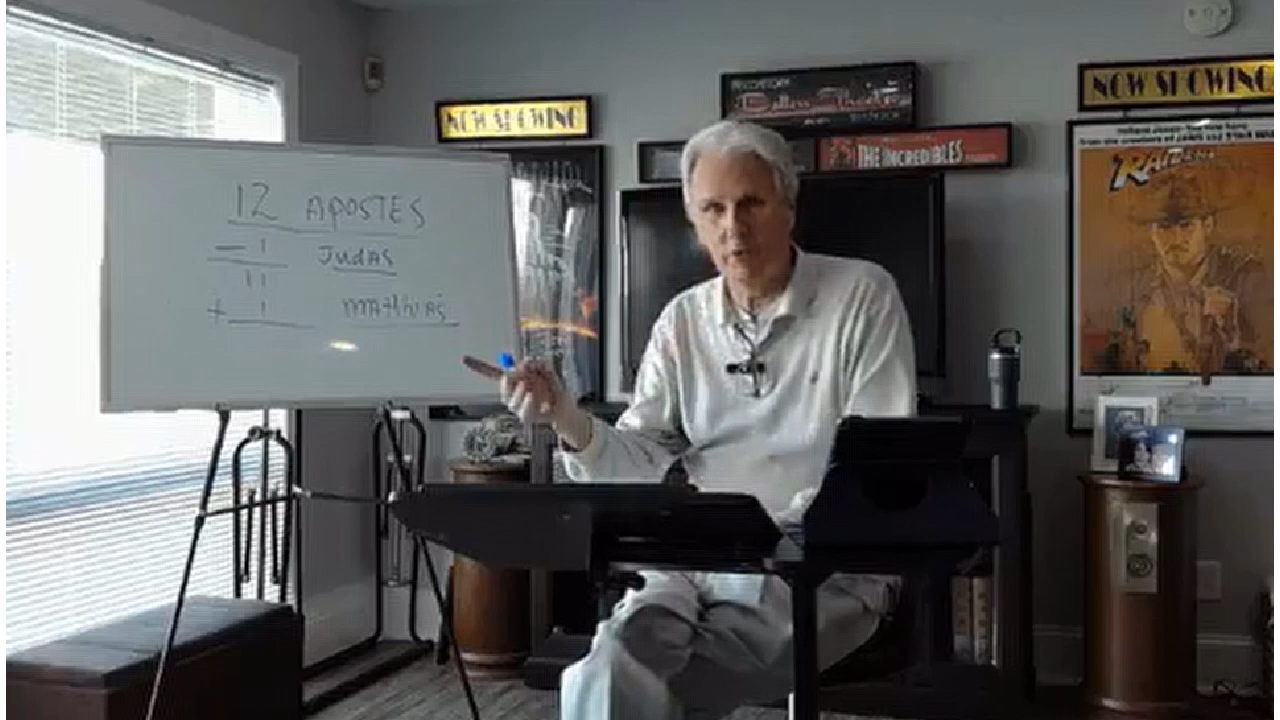 12 APOSTES
- 1 JudAS
11
+ 1 mAthiAS
NOW SHOWING
THE INCREDIBLES
NOW SHOWING
RAIDERS